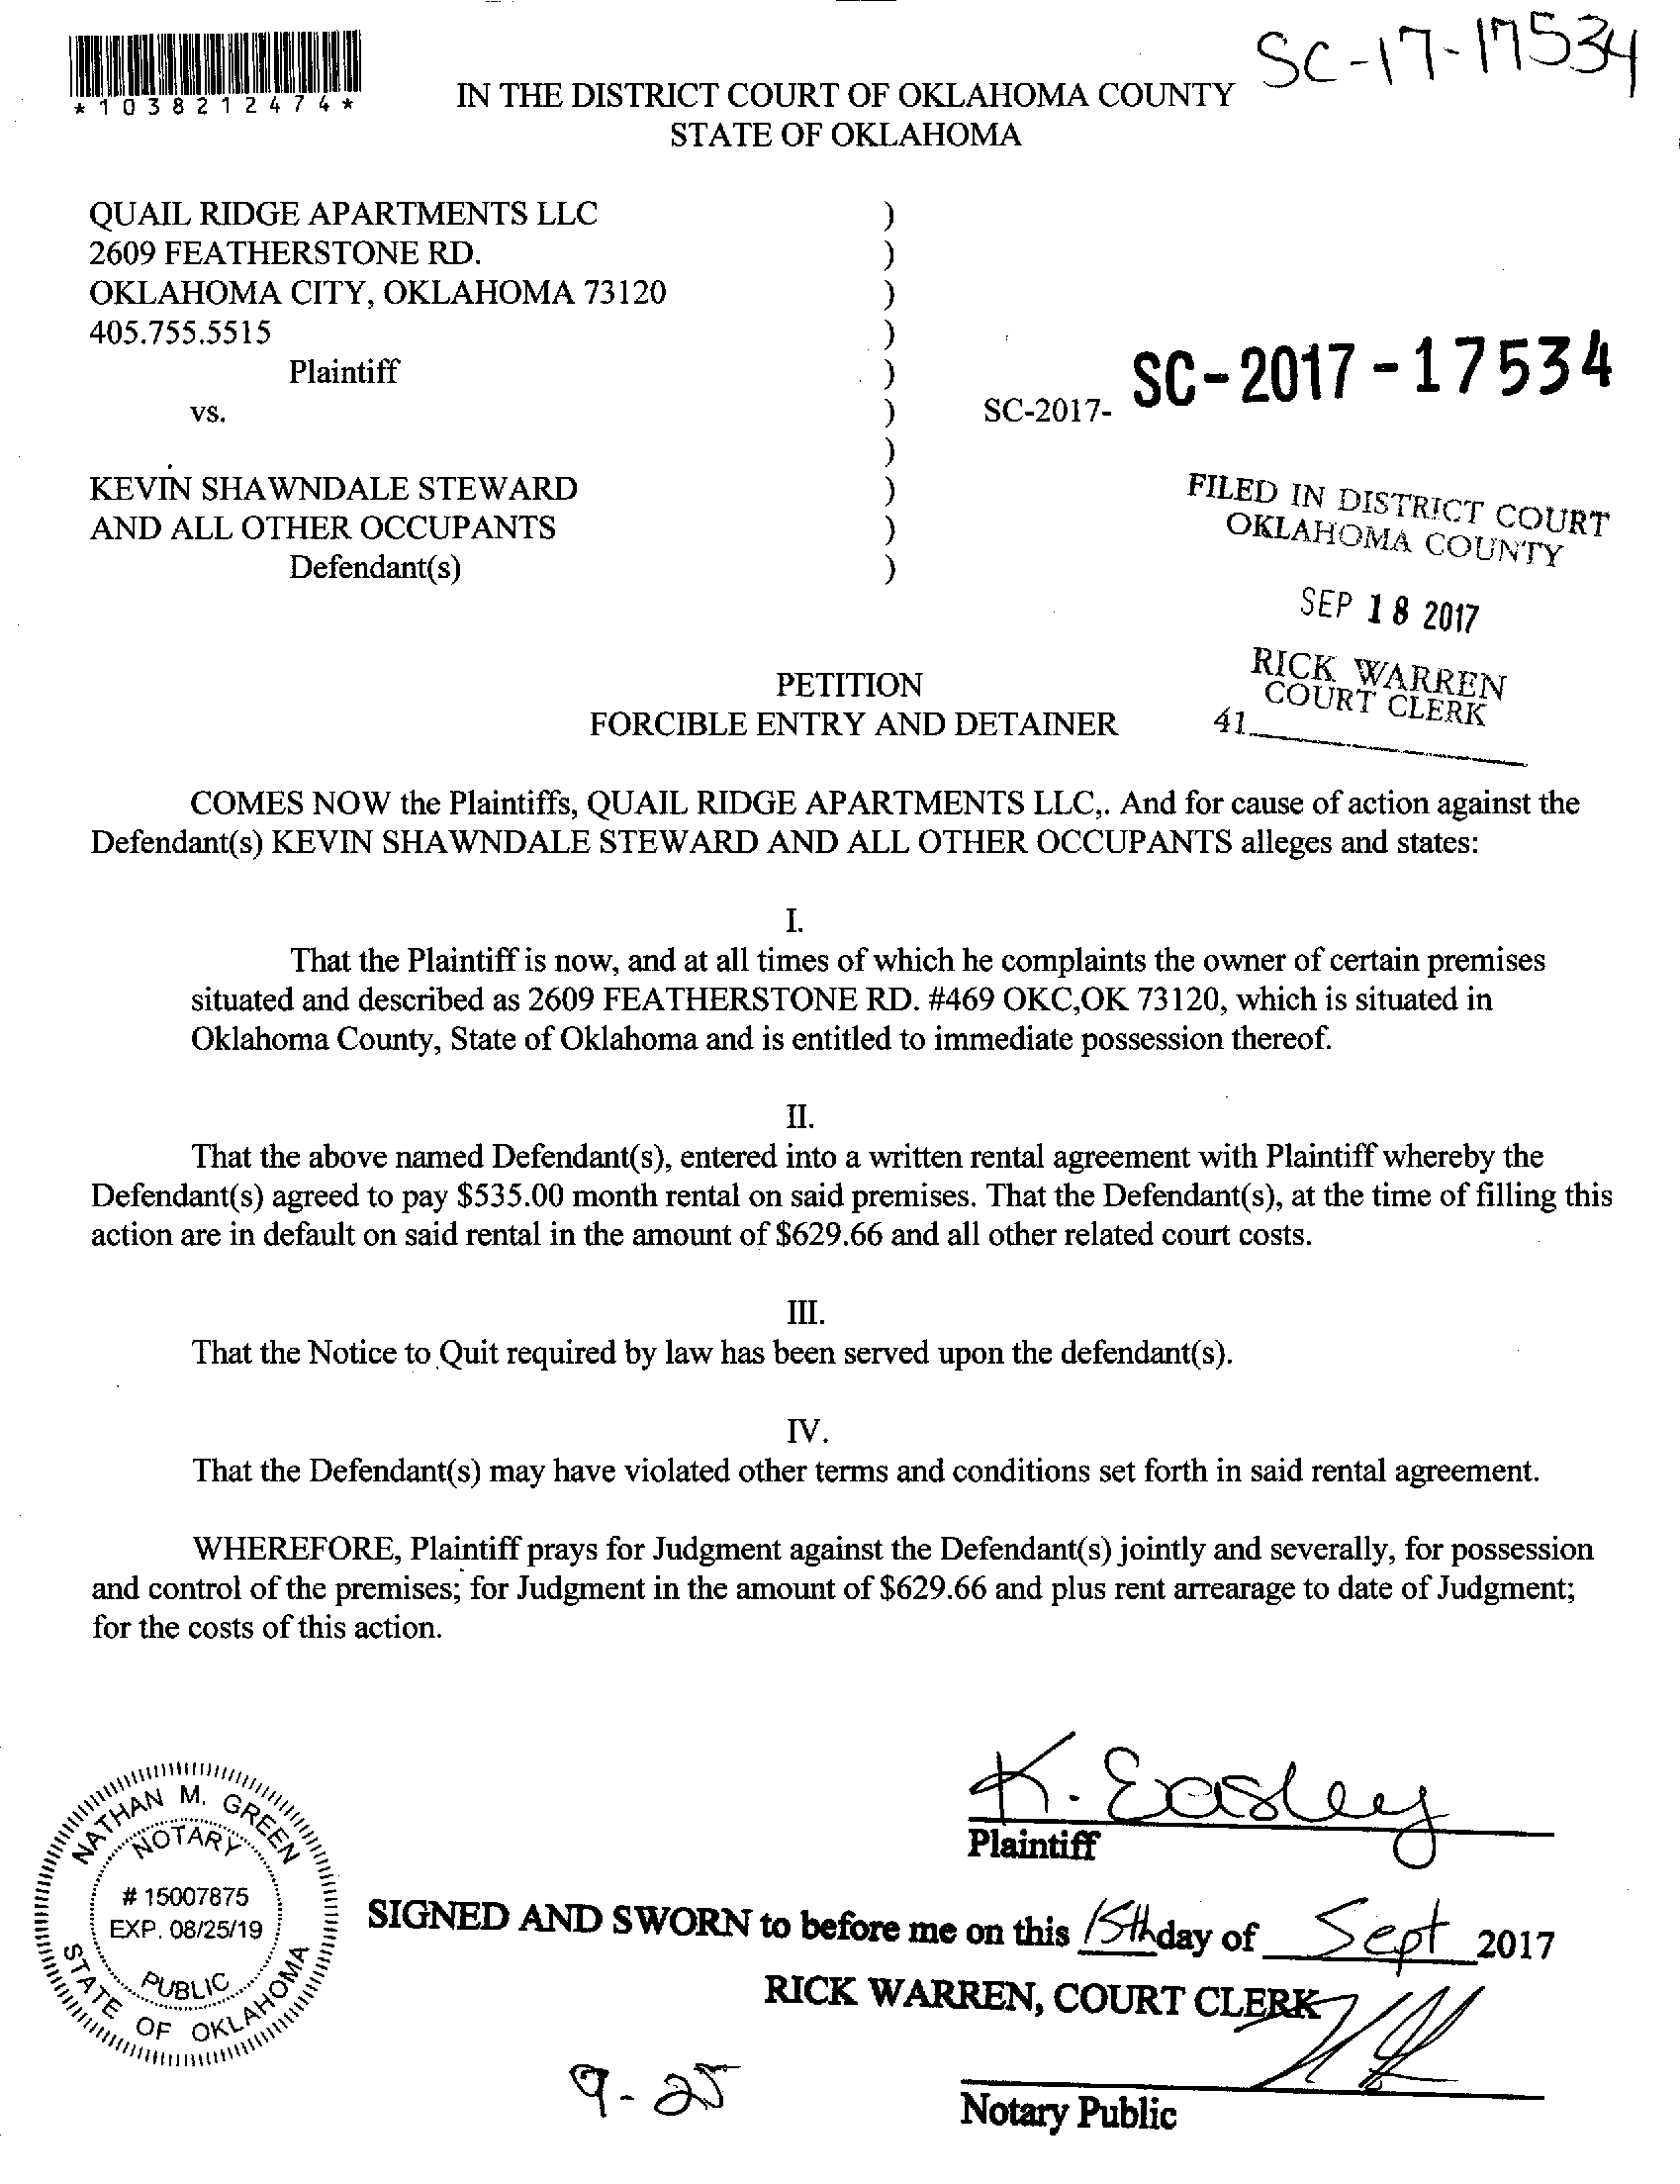 SC-17-17534
*1038212474*
IN THE DISTRICT COURT OF OKLAHOMA COUNTY
STATE OF OKLAHOMA
QUAIL RIDGE APARTMENTS LLC )
2609 FEATHERSTONE RD. )
OKLAHOMA CITY, OKLAHOMA 73120 )
405.755.5515 )
Plaintiff )
vs. ) SC-2017- SC-2017-17534
)
KEVIN SHAWNDALE STEWARD )
AND ALL OTHER OCCUPANTS )
Defendant(s) )
FILED IN DISTRICT COURT
OKLAHOMA COUNTY
SEP 18 2017
RICK WARREN
COURT CLERK
41
PETITION
FORCIBLE ENTRY AND DETAINER
COMES NOW the Plaintiffs, QUAIL RIDGE APARTMENTS LLC,. And for cause of action against the
Defendant(s) KEVIN SHAWNDALE STEWARD AND ALL OTHER OCCUPANTS alleges and states:
I.
That the Plaintiff is now, and at all times of which he complaints the owner of certain premises
situated and described as 2609 FEATHERSTONE RD. #469 OKC,OK 73120, which is situated in
Oklahoma County, State of Oklahoma and is entitled to immediate possession thereof.
II.
That the above named Defendant(s), entered into a written rental agreement with Plaintiff whereby the
Defendant(s) agreed to pay $535.00 month rental on said premises. That the Defendant(s), at the time of filling this
action are in default on said rental in the amount of $629.66 and all other related court costs.
III.
That the Notice to Quit required by law has been served upon the defendant(s).
IV.
That the Defendant(s) may have violated other terms and conditions set forth in said rental agreement.
WHEREFORE, Plaintiff prays for Judgment against the Defendant(s) jointly and severally, for possession
and control of the premises; for Judgment in the amount of $629.66 and plus rent arrearage to date of Judgment;
for the costs of this action.
K. Easley
Plaintiff
NATHAN M. GREEN
NOTARY
# 15007875
EXP. 08/25/19
PUBLIC
STATE OF OKLAHOMA
SIGNED AND SWORN to before me on this 15th day of Sept 2017
RICK WARREN, COURT CLERK
9-25
Notary Public